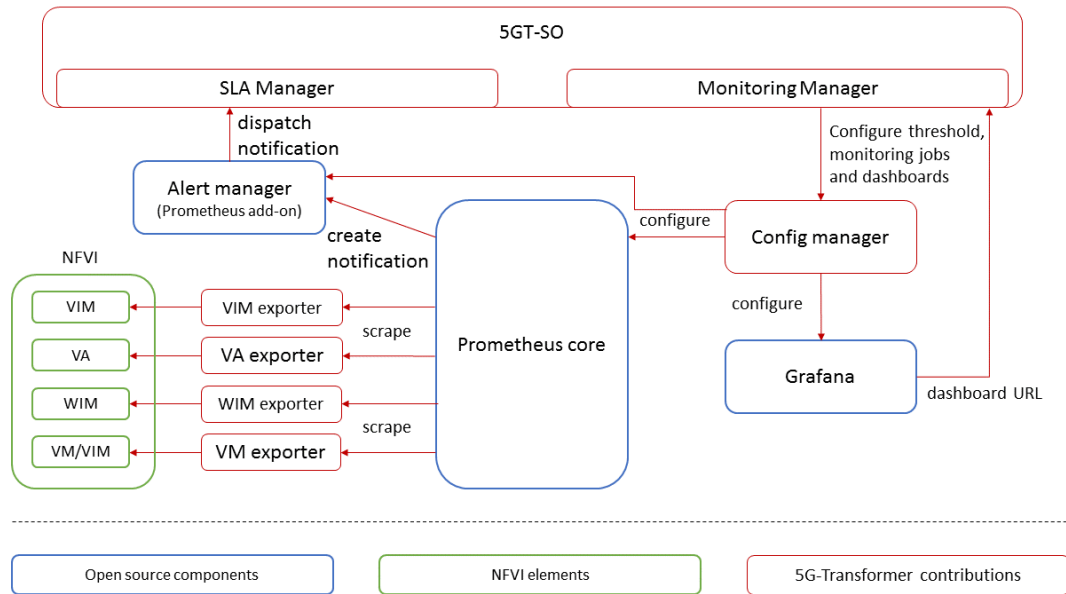 5GT-SO
SLA Manager
Monitoring Manager
dispatch
notification
Configure threshold,
monitoring jobs
and dashboards
Alert manager
(Prometheus add-on)
configure
Config manager
create
notification
NFVI
VIM
VIM exporter
scrape
configure
Prometheus core
VA
VA exporter
Grafana
dashboard URL
WIM
WIM exporter
scrape
VM/VIM
VM exporter
Open source components
NFVI elements
5G-Transformer contributions